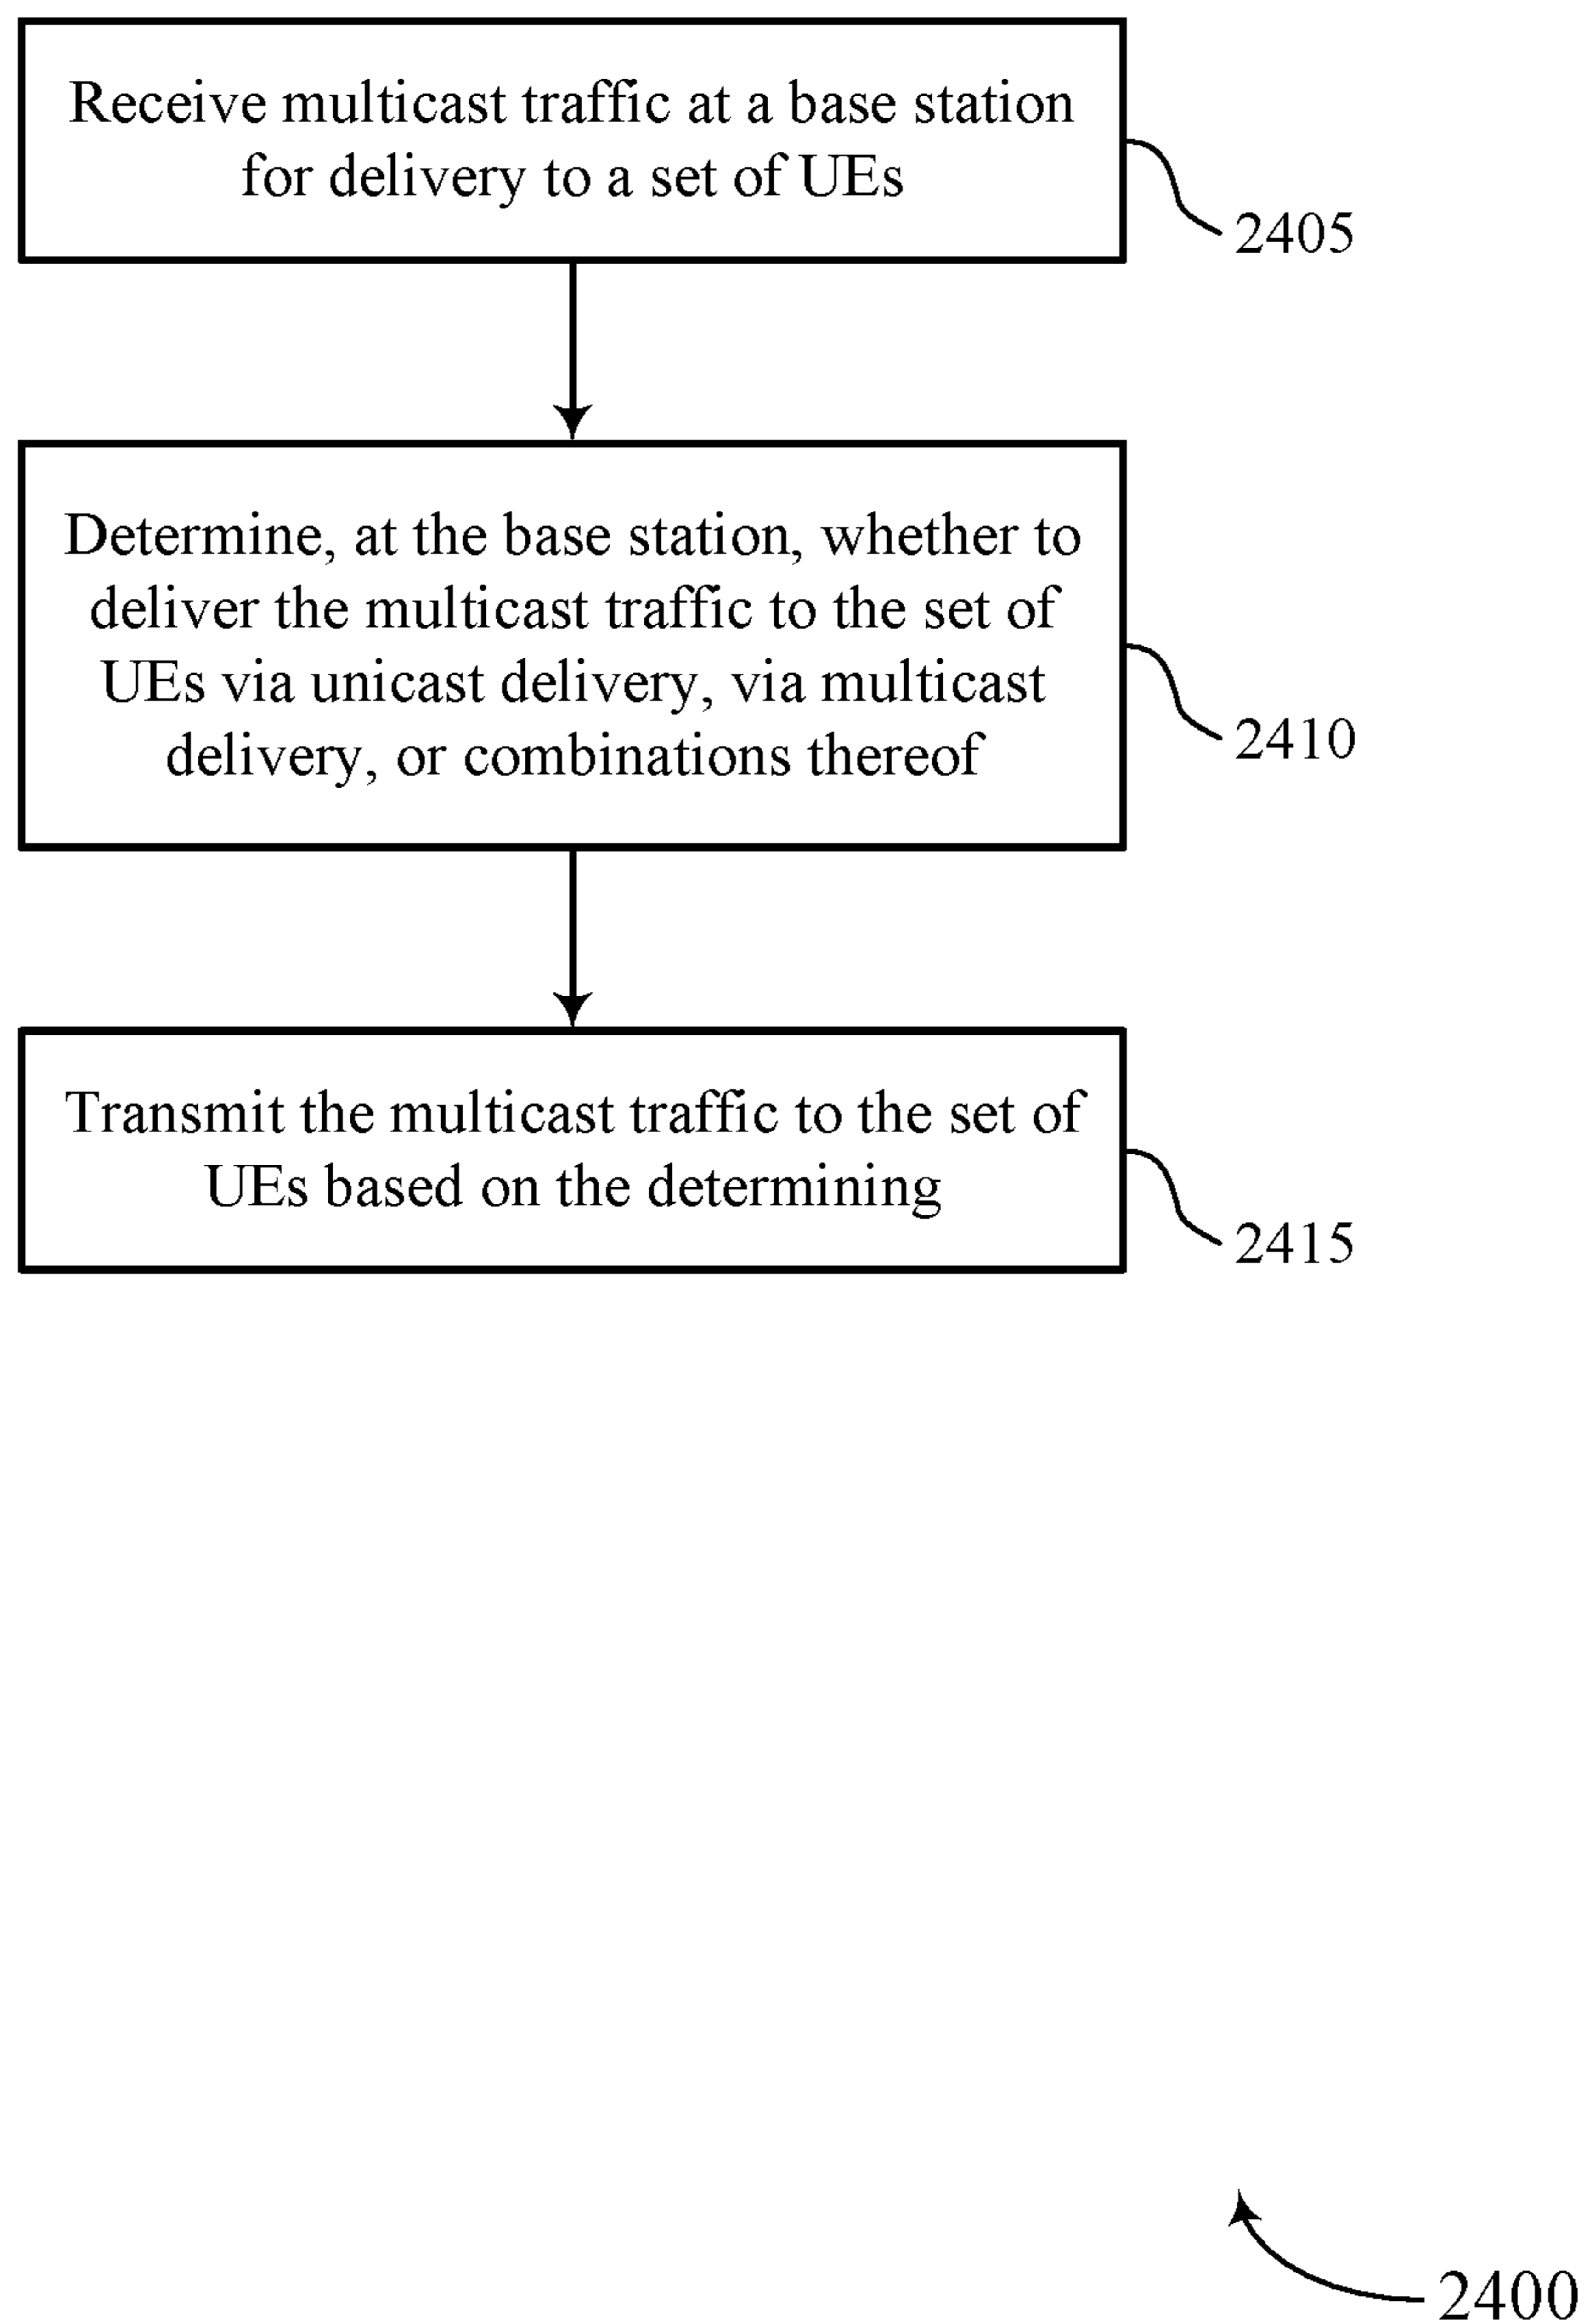 Receive multicast traffic at a base station
for delivery to a set of UEs
2405
Determine, at the base station, whether to
deliver the multicast traffic to the set of
UEs via unicast delivery, via multicast
delivery, or combinations thereof
2410
Transmit the multicast traffic to the set of
UEs based on the determining
2415
2400